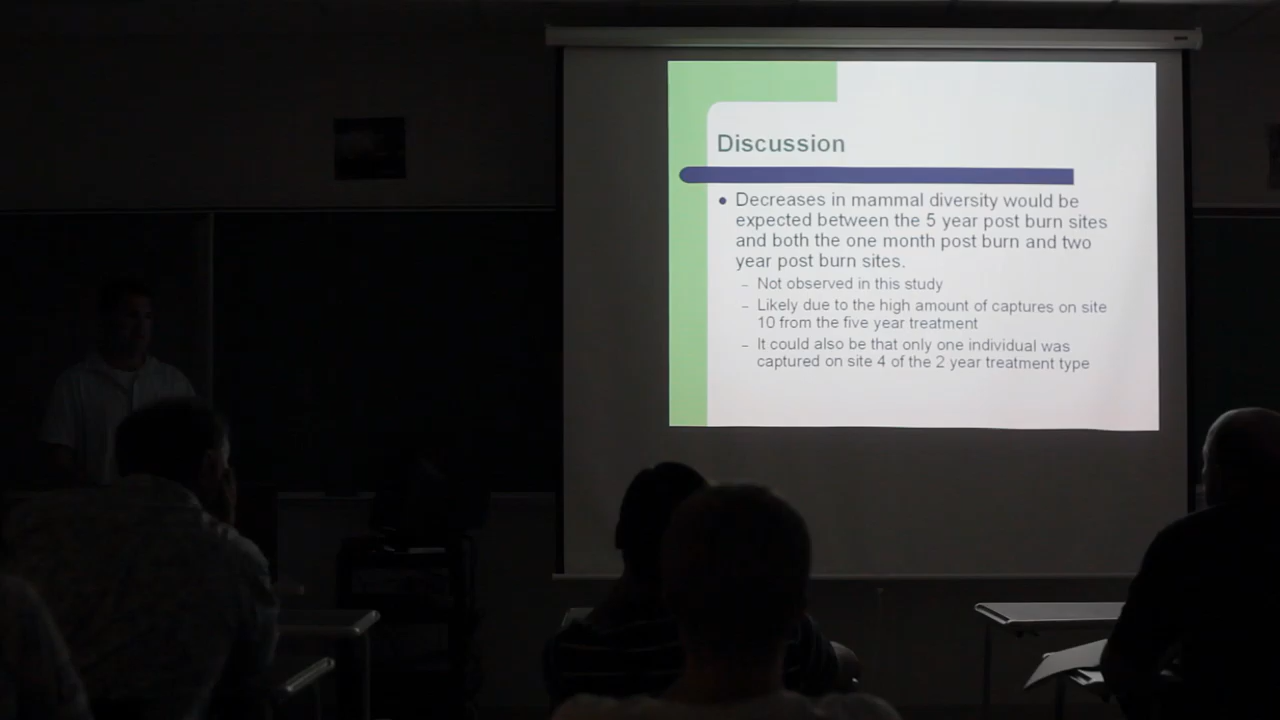 Discussion
• Decreases in mammal diversity would be
expected between the 5 year post burn sites
and both the one month post burn and two
year post burn sites.
– Not observed in this study
– Likely due to the high amount of captures on site
10 from the five year treatment
– It could also be that only one individual was
captured on site 4 of the 2 year treatment type